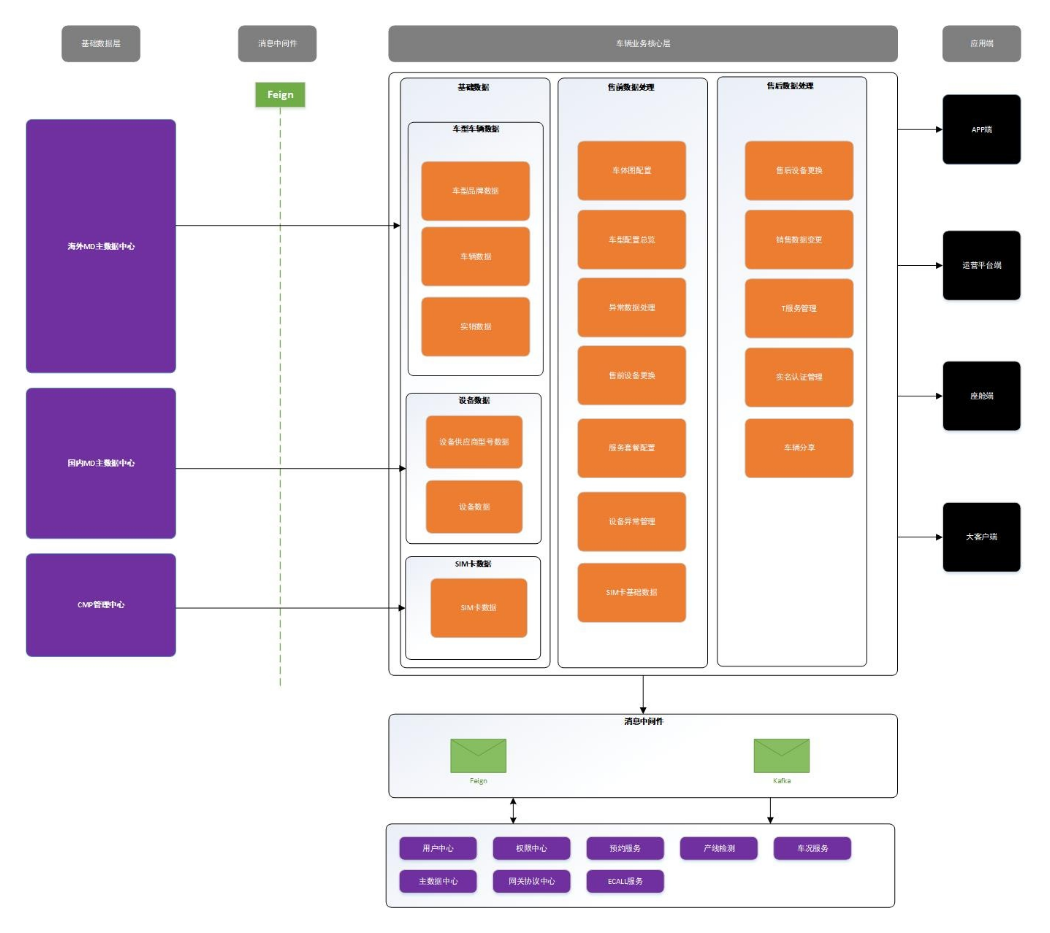 基础数据层
消息中间件
车辆业务核心层
应用端
Feign
海外MD主数据中心
国内MD主数据中心
CMP管理中心
基础数据
车型车辆数据
车型品牌数据
车辆数据
实销数据
设备数据
设备供应商型号数据
设备数据
SIM卡数据
SIM卡数据
售前数据处理
车体图配置
车型配置总览
异常数据处理
售前设备更换
服务套餐配置
设备异常管理
SIM卡基础数据
售后数据处理
售后设备更换
销售数据变更
T服务管理
实名认证管理
车辆分享
APP端
运营平台端
座舱端
大客户端
消息中间件
Feign
Kafka
用户中心
权限中心
预约服务
产线检测
车况服务
主数据中心
网关协议中心
ECALL服务